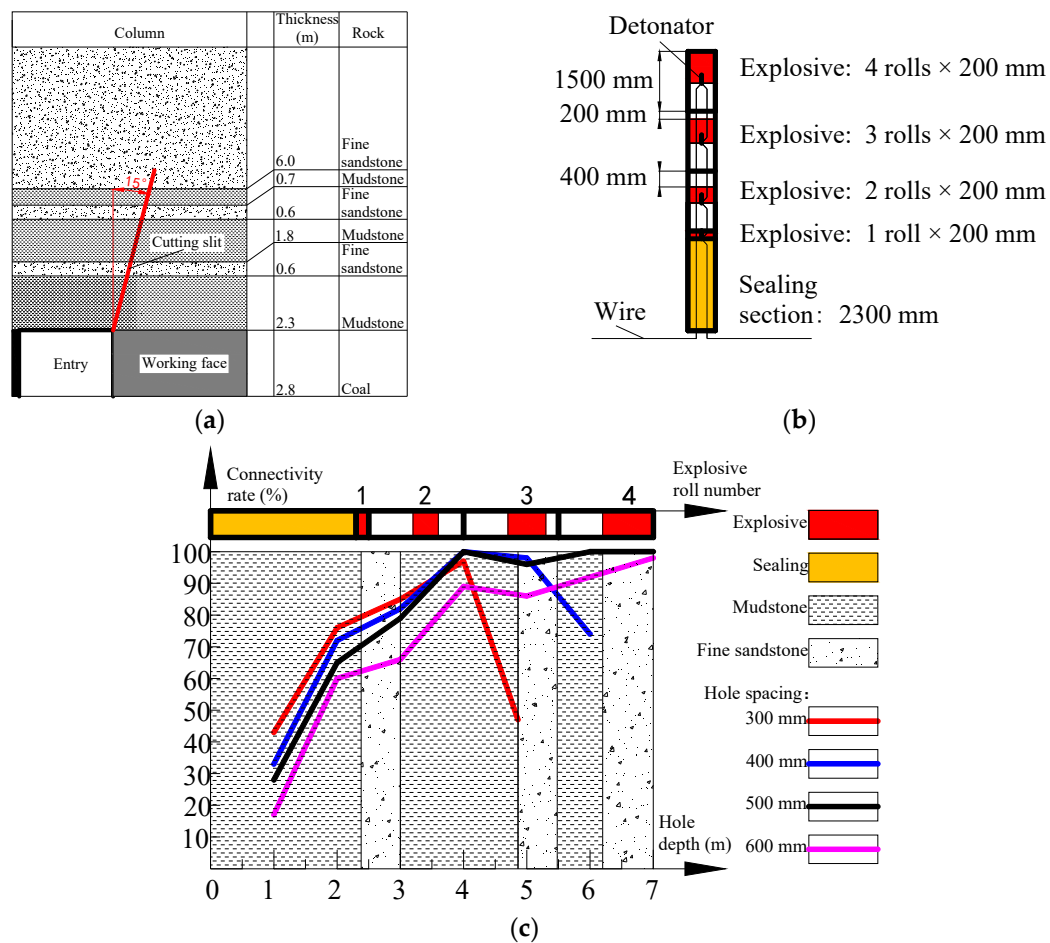 Column
Thickness
(m)
Rock
Fine
sandstone
6.0
0.7
Mudstone
Fine
sandstone
0.6
1.8
Mudstone
Fine
sandstone
0.6
2.3
Mudstone
2.8
Coal
15°
Cutting slit
Entry
Working face
(a)
Detonator
1500 mm
200 mm
400 mm
Explosive: 4 rolls × 200 mm
Explosive: 3 rolls × 200 mm
Explosive: 2 rolls × 200 mm
Explosive: 1 roll × 200 mm
Sealing
section: 2300 mm
Wire
(b)
Connectivity
rate (%)
Explosive
roll number
1 2 3 4
100
90
80
70
60
50
40
30
20
10
0 1 2 3 4 5 6 7
Hole
depth (m)
Explosive
Sealing
Mudstone
Fine sandstone
Hole spacing:
300 mm
400 mm
500 mm
600 mm
(c)